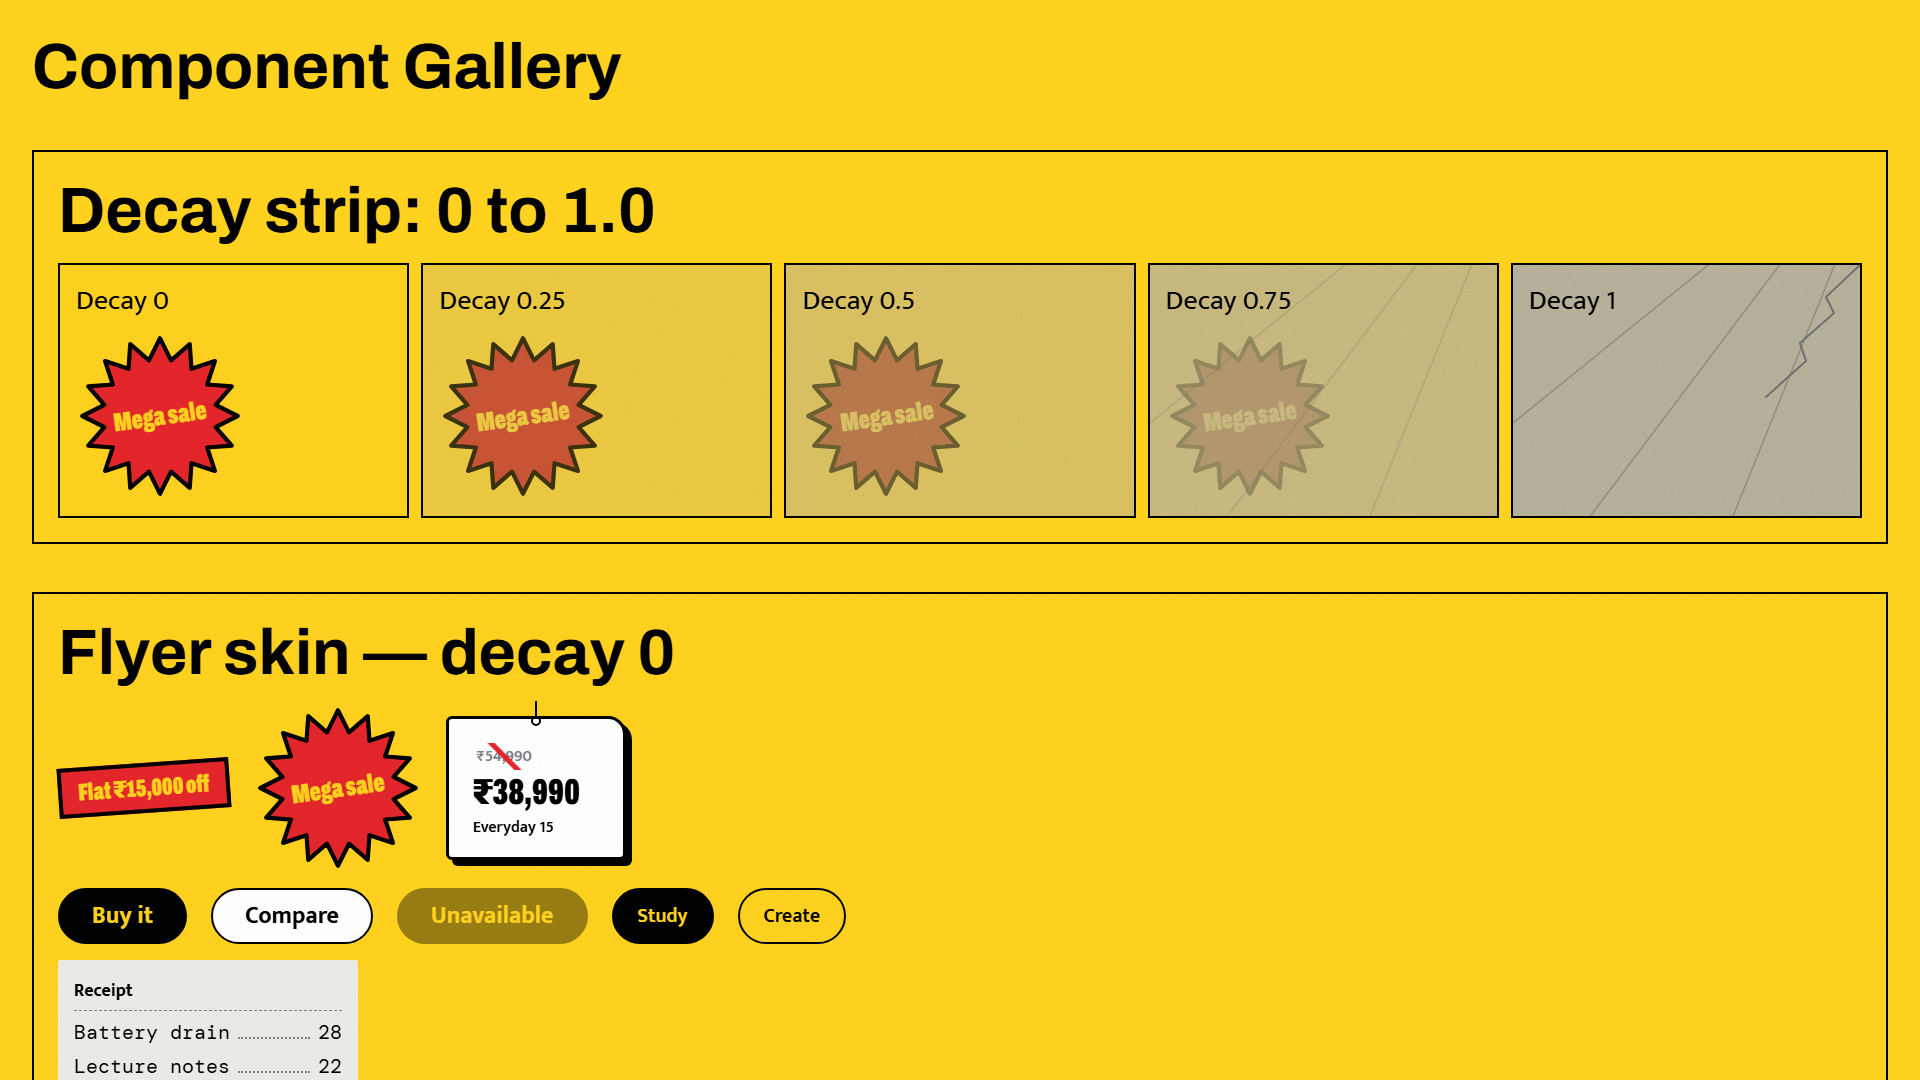 Component Gallery
Decay strip: 0 to 1.0
Decay 0
Decay 0.25
Decay 0.5
Decay 0.75
Decay 1
Mega sale
Mega sale
Mega sale
Mega sale
Flyer skin — decay 0
Flat ₹15,000 off
Mega sale
₹54,990
₹38,990
Everyday 15
Buy it
Compare
Unavailable
Study
Create
Receipt
Battery drain 28
Lecture notes 22